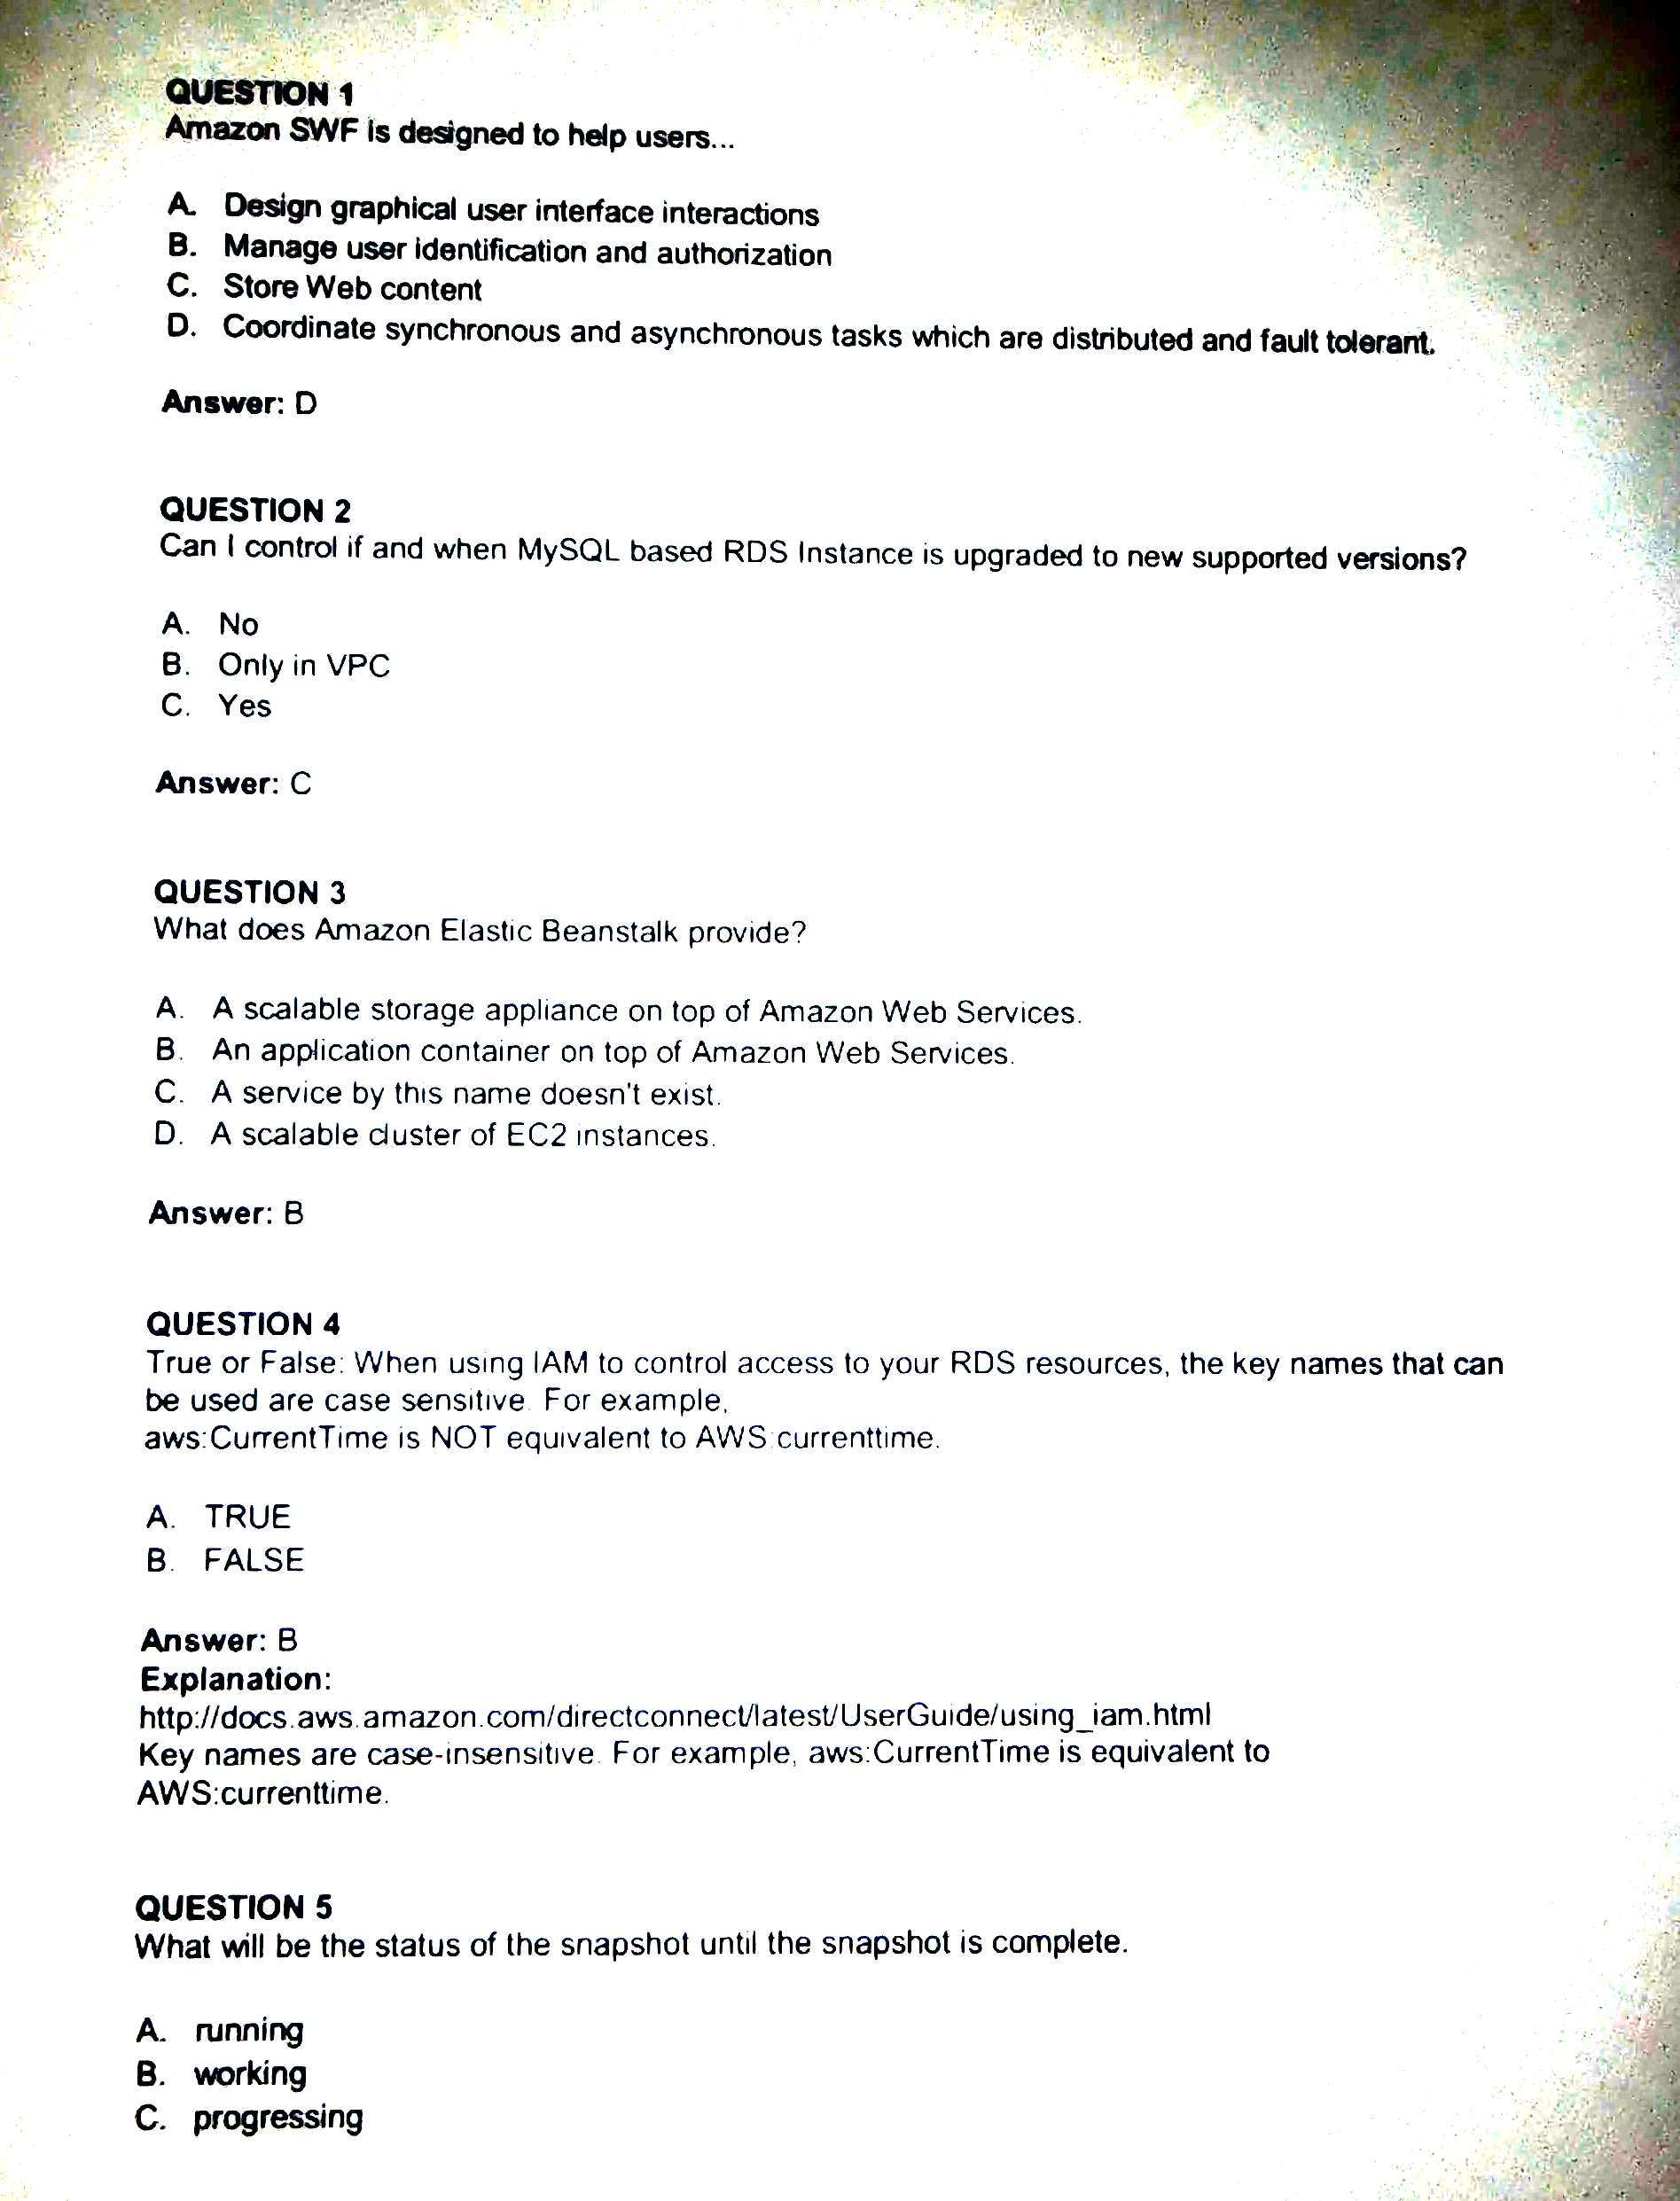 QUESTION 1
Amazon SWF is designed to help users...
A. Design graphical user interface interactions
B. Manage user identification and authorization
C. Store Web content
D. Coordinate synchronous and asynchronous tasks which are distributed and fault tolerant.
Answer: D
QUESTION 2
Can I control if and when MySQL based RDS Instance is upgraded to new supported versions?
A. No
B. Only in VPC
C. Yes
Answer: C
QUESTION 3
What does Amazon Elastic Beanstalk provide?
A. A scalable storage appliance on top of Amazon Web Services.
B. An application container on top of Amazon Web Services.
C. A service by this name doesn't exist.
D. A scalable cluster of EC2 instances.
Answer: B
QUESTION 4
True or False: When using IAM to control access to your RDS resources, the key names that can
be used are case sensitive. For example,
aws:CurrentTime is NOT equivalent to AWS:currenttime.
A. TRUE
B. FALSE
Answer: B
Explanation:
http://docs.aws.amazon.com/directconnect/latest/UserGuide/using_iam.html
Key names are case-insensitive. For example, aws:CurrentTime is equivalent to
AWS:currenttime.
QUESTION 5
What will be the status of the snapshot until the snapshot is complete.
A. running
B. working
C. progressing